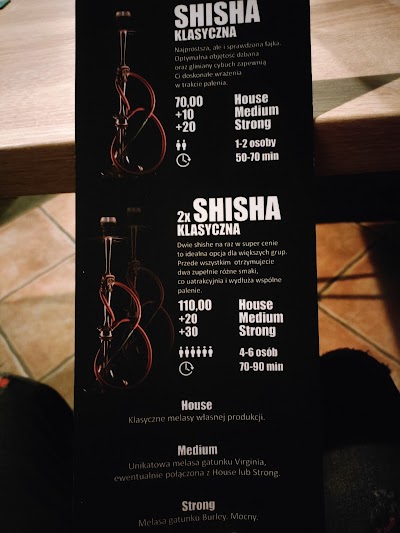 SHISHA
KLASYCZNA
Najprostsza, ale i sprawdzona fajka.
Optymalna objętość dzbana
oraz gliniany cybuch zapewnią
Ci doskonałe wrażenia
w trakcie palenia.
70,00 House
+10 Medium
+20 Strong
1-2 osoby
50-70 min
2x SHISHA
KLASYCZNA
Dwie shishe na raz w super cenie
to idealna opcja dla większych grup.
Przede wszystkim otrzymujecie
dwa zupełnie różne smaki,
co uatrakcyjnia i wydłuża wspólne
palenie.
110,00 House
+20 Medium
+30 Strong
4-6 osób
70-90 min
House
Klasyczne melasy własnej produkcji.
Medium
Unikatowa melasa gatunku Virginia,
ewentualnie połączona z House lub Strong.
Strong
Melasa gatunku Burley. Mocny.